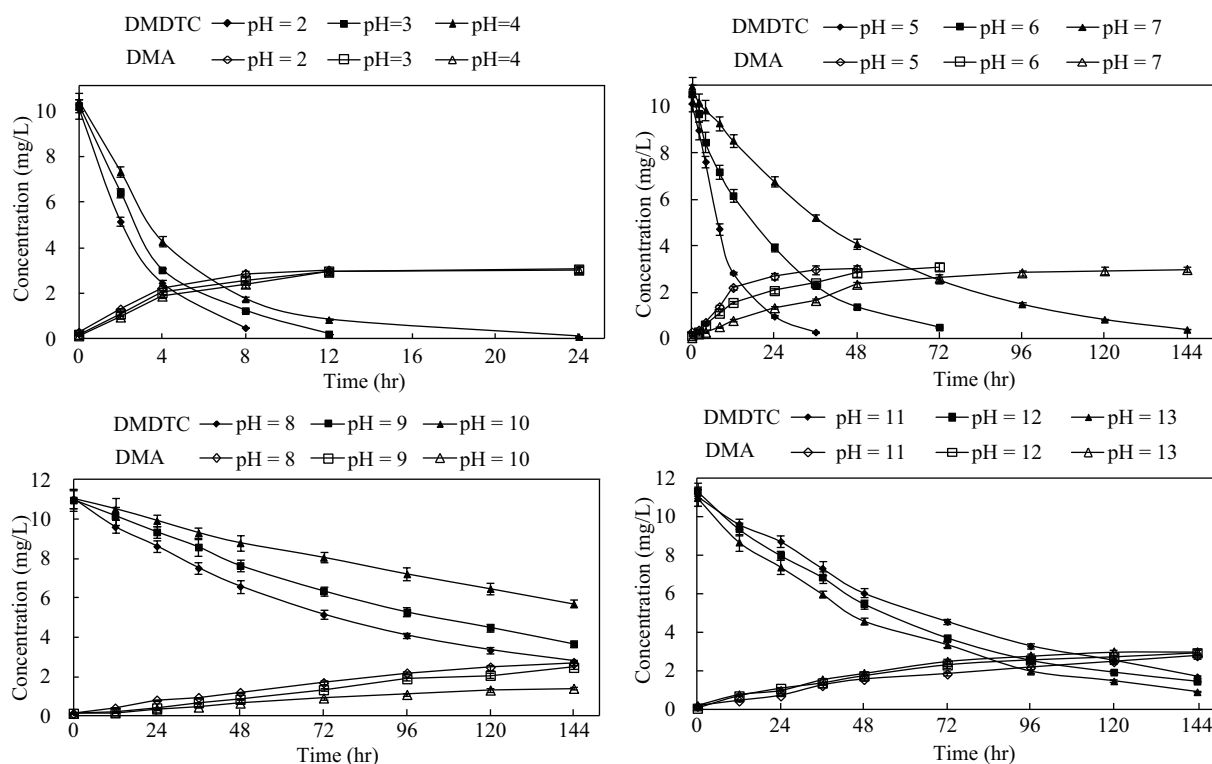 DMDTC pH = 2 pH=3 pH=4
DMA pH = 2 pH=3 pH=4
10
8
6
4
2
0
Concentration (mg/L)
0 4 8 12 16 20 24
Time (hr)
DMDTC pH = 5 pH = 6 pH = 7
DMA pH = 5 pH = 6 pH = 7
10
8
6
4
2
0
Concentration (mg/L)
0 24 48 72 96 120 144
Time (hr)
DMDTC pH = 8 pH = 9 pH = 10
DMA pH = 8 pH = 9 pH = 10
12
10
8
6
4
2
0
Concentration (mg/L)
0 24 48 72 96 120 144
Time (hr)
DMDTC pH = 11 pH = 12 pH = 13
DMA pH = 11 pH = 12 pH = 13
12
10
8
6
4
2
0
Concentration (mg/L)
0 24 48 72 96 120 144
Time (hr)